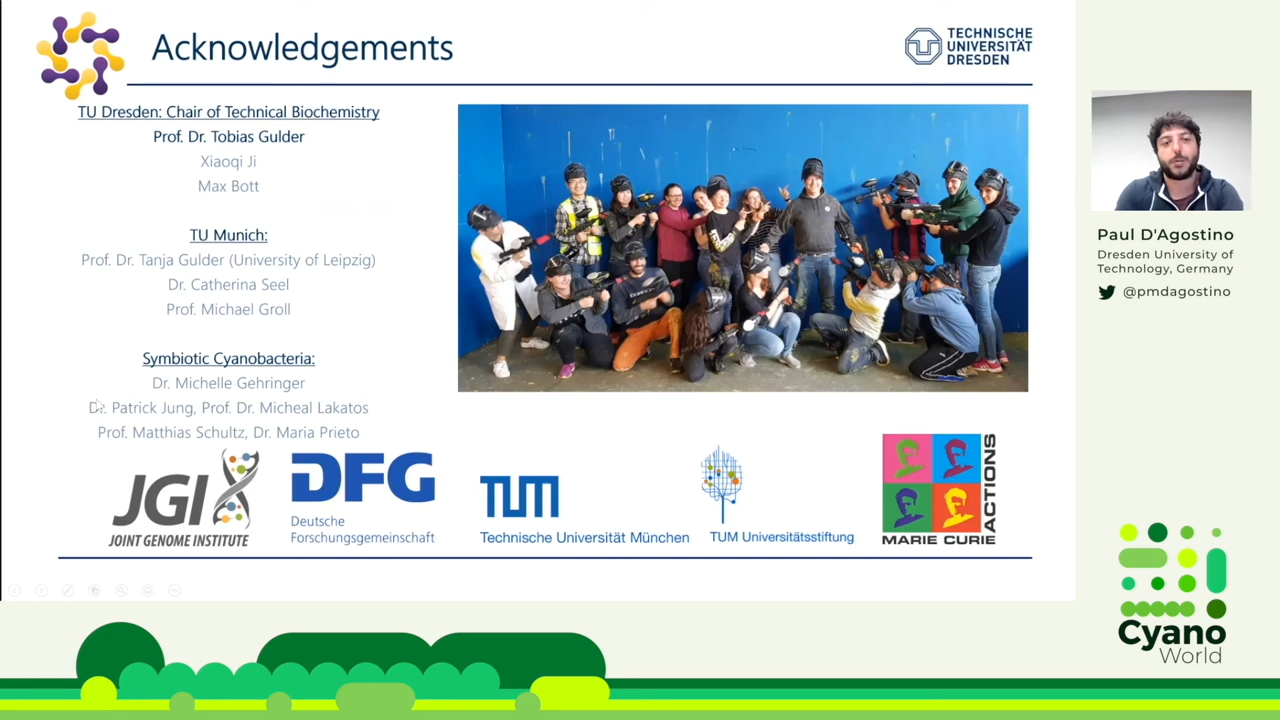 Acknowledgements
TECHNISCHE
UNIVERSITÄT
DRESDEN
TU Dresden: Chair of Technical Biochemistry
Prof. Dr. Tobias Gulder
Xiaoqi Ji
Max Bott
TU Munich:
Prof. Dr. Tanja Gulder (University of Leipzig)
Dr. Catherina Seel
Prof. Michael Groll
Symbiotic Cyanobacteria:
Dr. Michelle Gehringer
Dr. Patrick Jung, Prof. Dr. Micheal Lakatos
Prof. Matthias Schultz, Dr. Maria Prieto
JGI
JOINT GENOME INSTITUTE
DFG
Deutsche
Forschungsgemeinschaft
TUM
Technische Universität München
TUM Universitätsstiftung
MARIE CURIE
ACTIONS
Paul D'Agostino
Dresden University of
Technology, Germany
@pmdagostino
Cyano
World